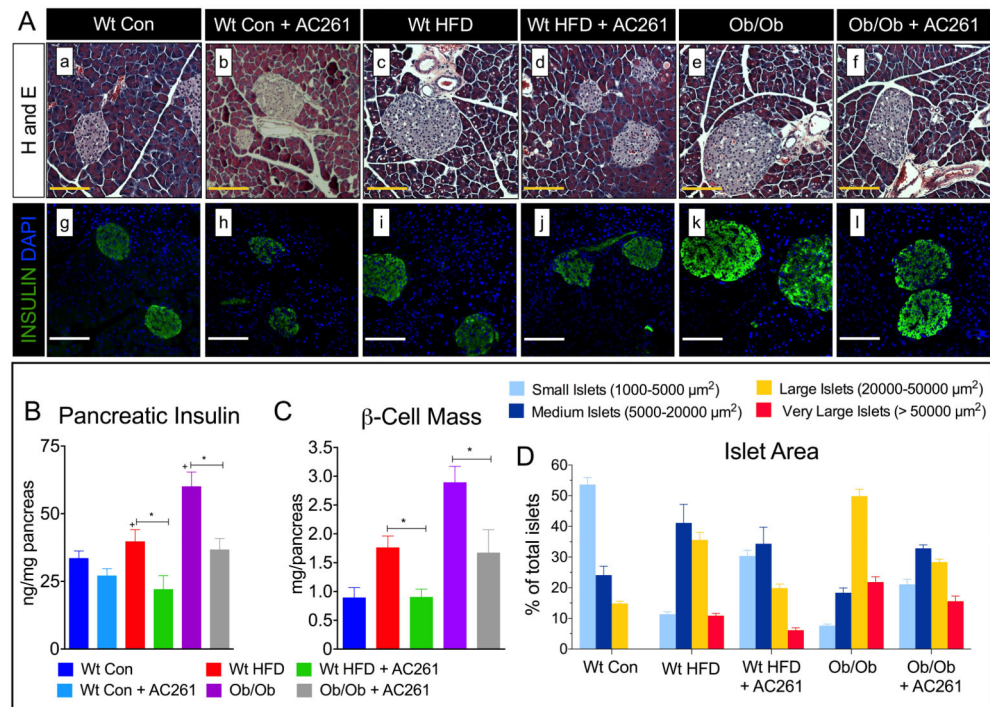 A
Wt Con
Wt Con + AC261
Wt HFD
Wt HFD + AC261
Ob/Ob
Ob/Ob + AC261
H and E
a
b
c
d
e
f
INSULIN DAPI
g
h
i
j
k
l
Small Islets (1000-5000 µm²)
Large Islets (20000-50000 µm²)
Medium Islets (5000-20000 µm²)
Very Large Islets (> 50000 µm²)
B
Pancreatic Insulin
ng/mg pancreas
75
50
25
0
+
*
+
*
Wt Con
Wt HFD
Wt HFD + AC261
Wt Con + AC261
Ob/Ob
Ob/Ob + AC261
C
β-Cell Mass
mg/pancreas
3.5
3.0
2.5
2.0
1.5
1.0
0.5
0.0
*
*
D
Islet Area
% of total islets
60
50
40
30
20
10
0
Wt Con
Wt HFD
Wt HFD
+ AC261
Ob/Ob
Ob/Ob
+ AC261